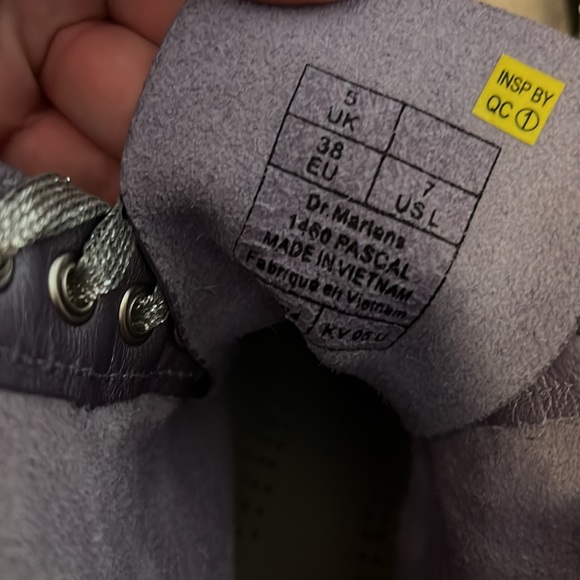 5
UK
38
EU
7
US L
Dr. Martens
1460 PASCAL
MADE IN VIETNAM
Fabriqué en Vietnam
INSP BY
QC 1